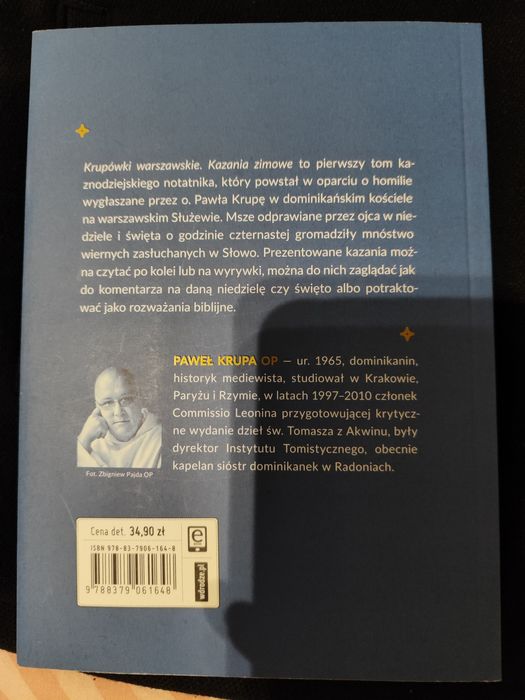 Krupówki warszawskie. Kazania zimowe to pierwszy tom ka-
znodziejskiego notatnika, który powstał w oparciu o homilie
wygłaszane przez o. Pawła Krupę w dominikańskim kościele
na warszawskim Służewie. Msze odprawiane przez ojca w nie-
dziele i święta o godzinie czternastej gromadziły mnóstwo
wiernych zasłuchanych w Słowo. Prezentowane kazania moż-
na czytać po kolei lub na wyrywki, można do nich zaglądać jak
do komentarza na daną niedzielę czy święto albo potrakto-
wać jako rozważania biblijne.
PAWEŁ KRUPA OP — ur. 1965, dominikanin,
historyk mediewista, studiował w Krakowie,
Paryżu i Rzymie, w latach 1997–2010 członek
Commissio Leonina przygotowującej krytycz-
ne wydanie dzieł św. Tomasza z Akwinu, były
dyrektor Instytutu Tomistycznego, obecnie
kapelan sióstr dominikanek w Radoniach.
Fot. Zbigniew Pajda OP
Cena det. 34,90 zł
ISBN 978-83-7906-164-8
9 788379 061648
e
wdrodze.pl